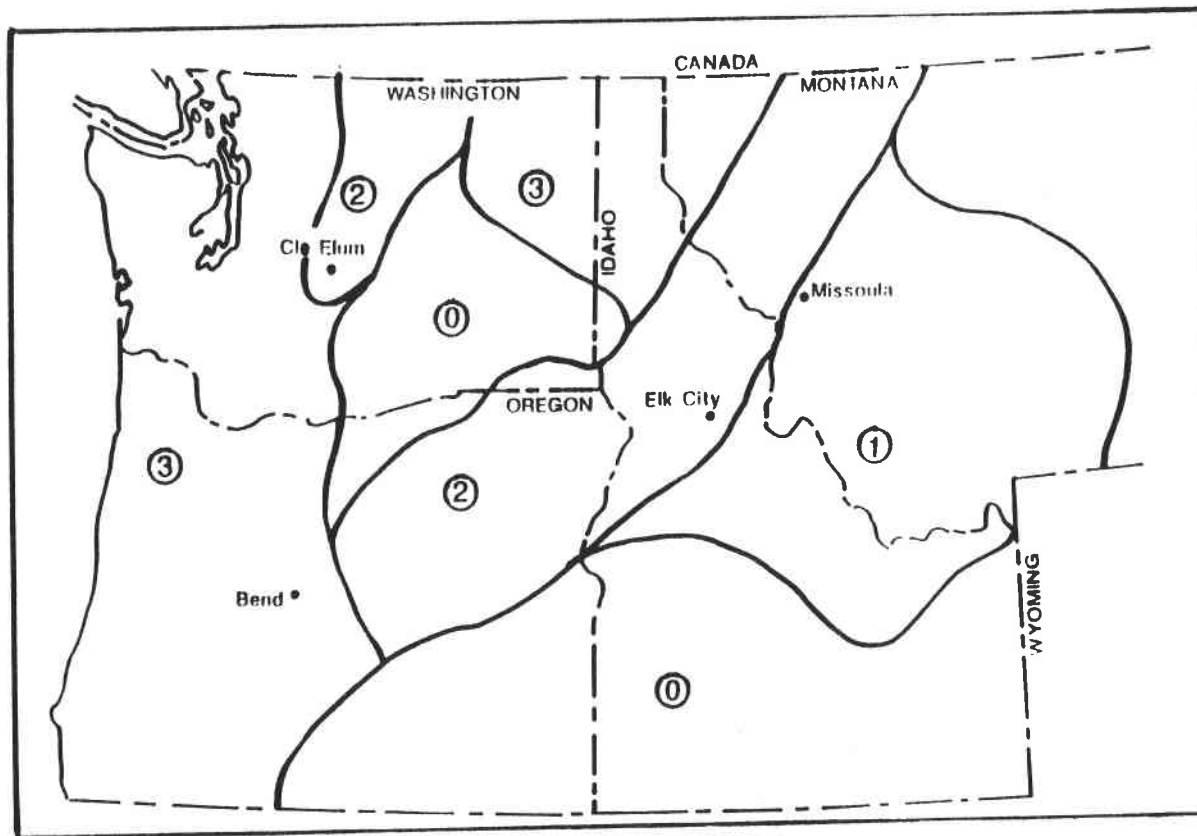 CANADA
WASHINGTON
MONTANA
②
③
IDAHO
Cle Elum
Missoula
⓪
OREGON
Elk City
①
③
②
WYOMING
Bend
⓪